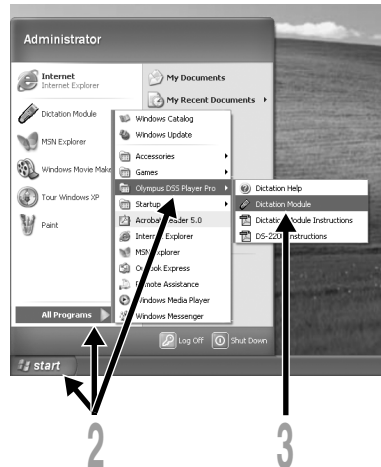 Administrator
Internet
Internet Explorer
Dictation Module
MSN Explorer
Windows Movie Make
Tour Windows XP
Paint
All Programs
My Documents
My Recent Documents
Windows Catalog
Windows Update
Accessories
Games
Olympus DSS Player Pro
Startup
Acrobat Reader 5.0
Internet Explorer
MSN Explorer
Outlook Express
Remote Assistance
Windows Media Player
Windows Messenger
Dictation Help
Dictation Module
Dictation Module Instructions
DS-2200 Instructions
Log Off
Shut Down
start
2
3